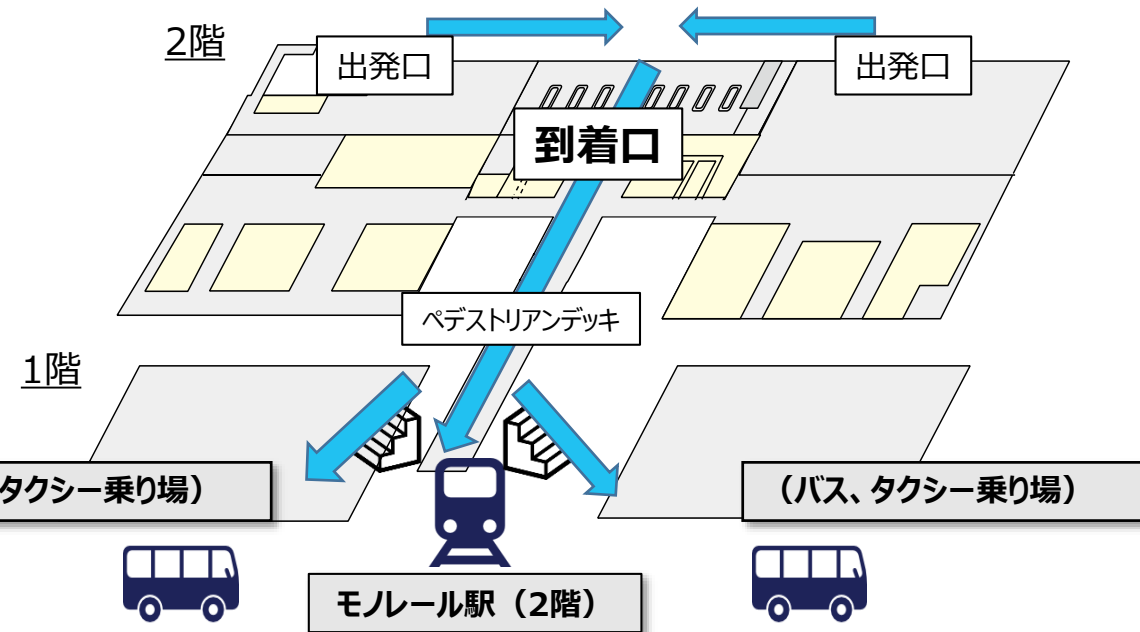 2階
出発口
出発口
到着口
ペデストリアンデッキ
1階
タクシー乗り場）
（バス、タクシー乗り場）
モノレール駅（2階）